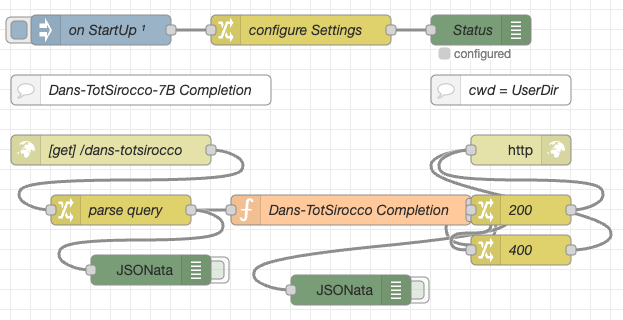 on StartUp ¹
configure Settings
Status
configured
Dans-TotSirocco-7B Completion
cwd = UserDir
[get] /dans-totsirocco
http
parse query
Dans-TotSirocco Completion
200
400
JSONata
JSONata